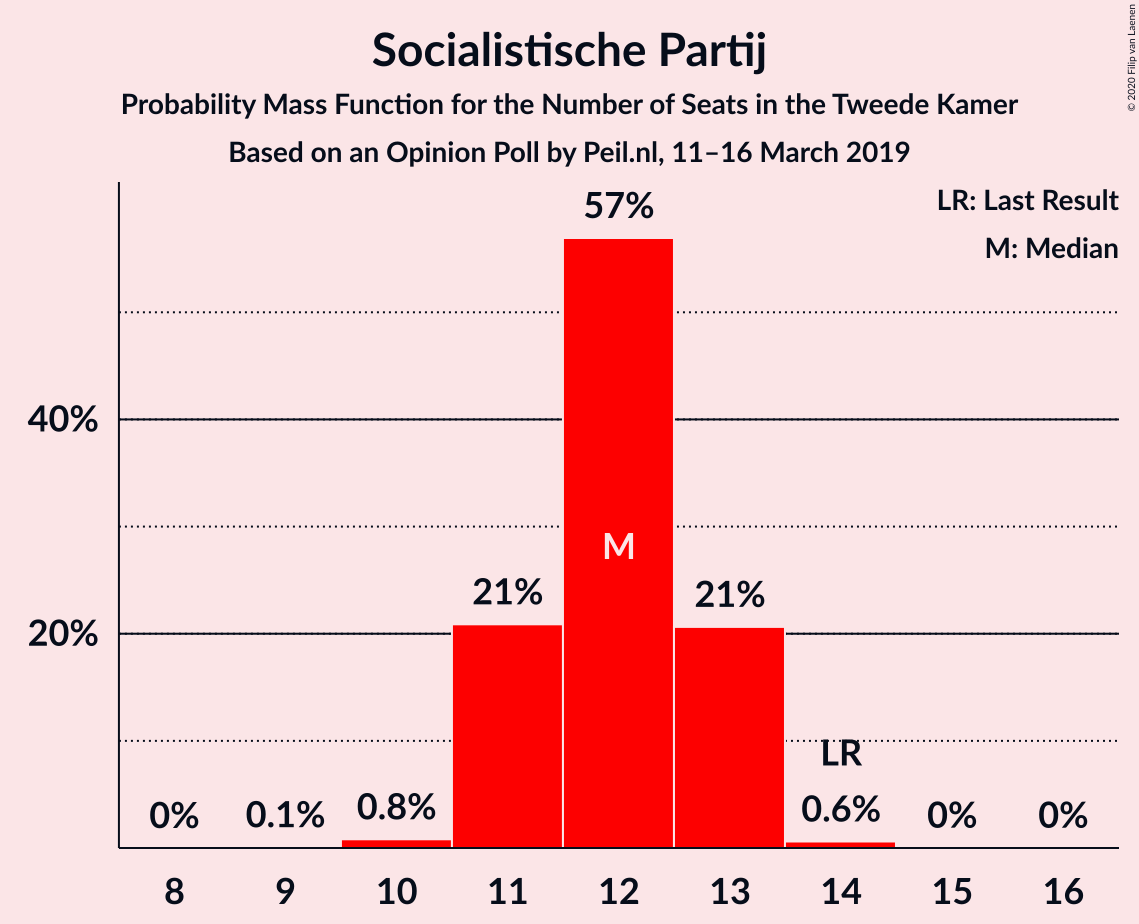 Socialistische Partij
Probability Mass Function for the Number of Seats in the Tweede Kamer
Based on an Opinion Poll by Peil.nl, 11–16 March 2019
© 2020 Filip van Laenen
LR: Last Result
M: Median
57%
40%
M
21%
21%
20%
LR
0%
0.1%
0.8%
0.6%
0%
0%
8 9 10 11 12 13 14 15 16